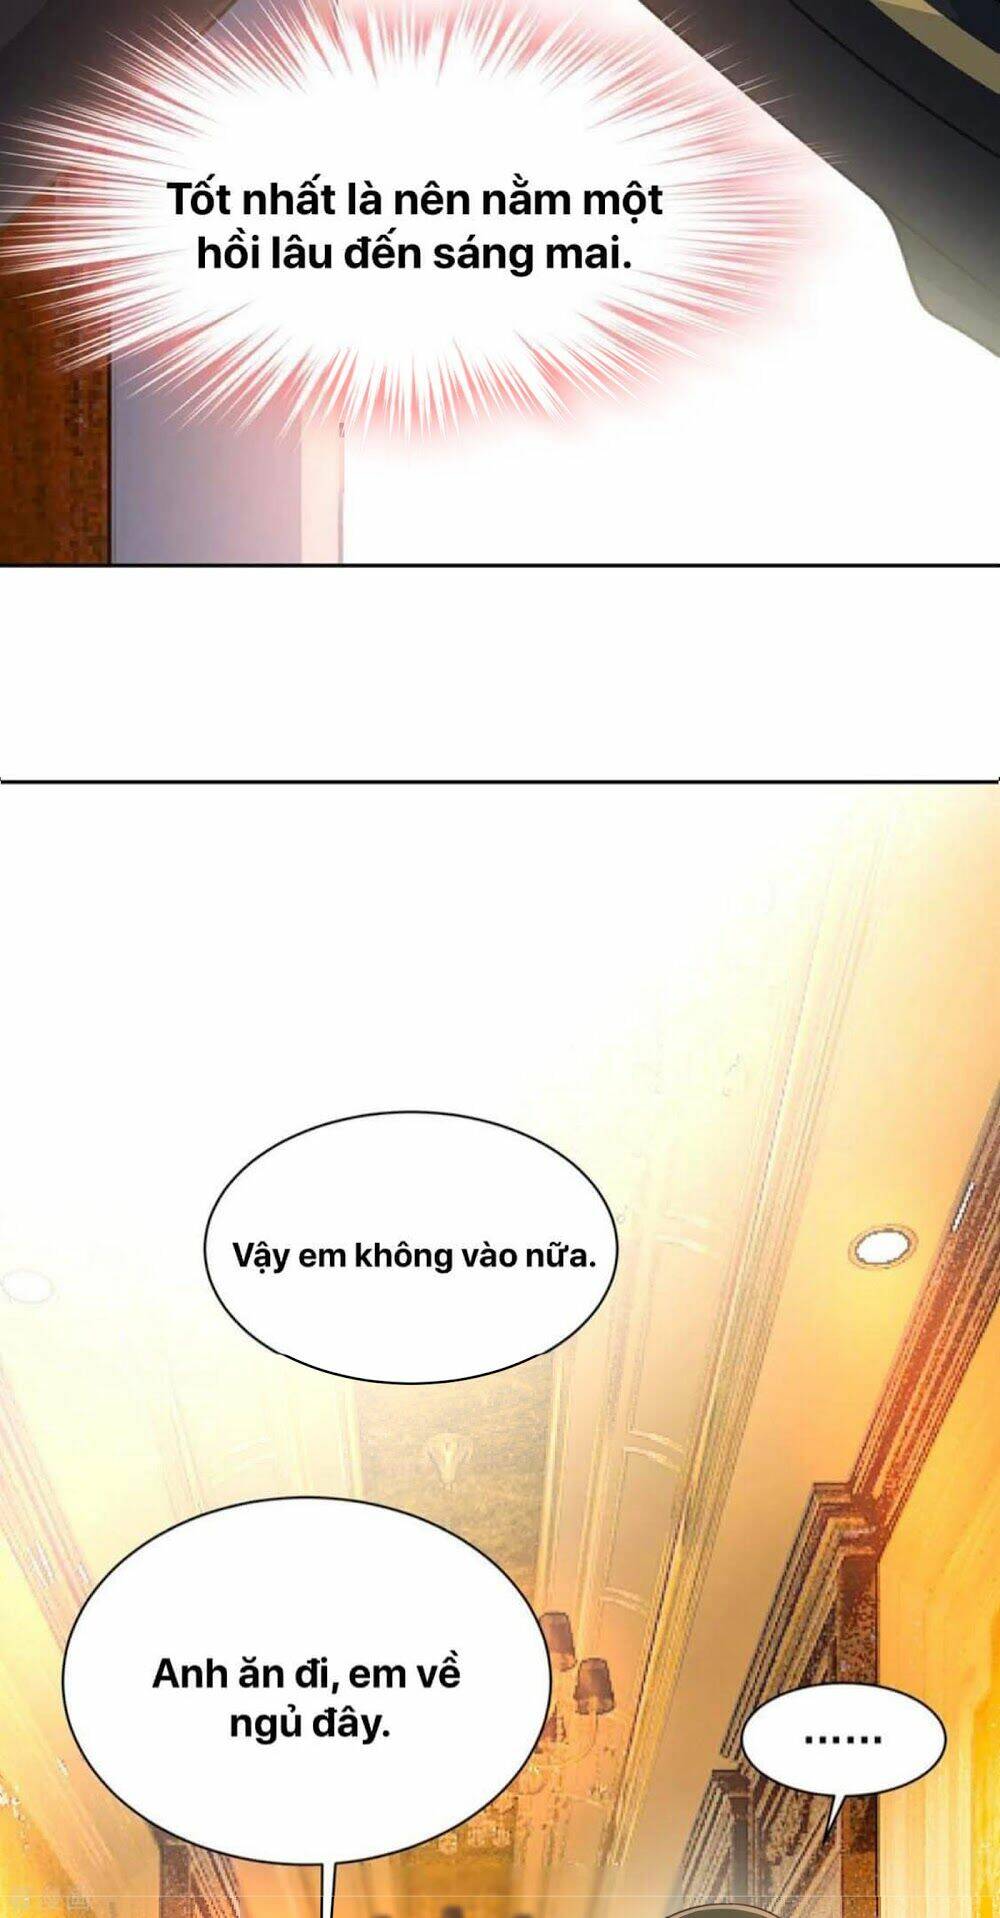 Tốt nhất là nên nằm một
hồi lâu đến sáng mai.
Vậy em không vào nữa.
Anh ăn đi, em về
ngủ đây.
......